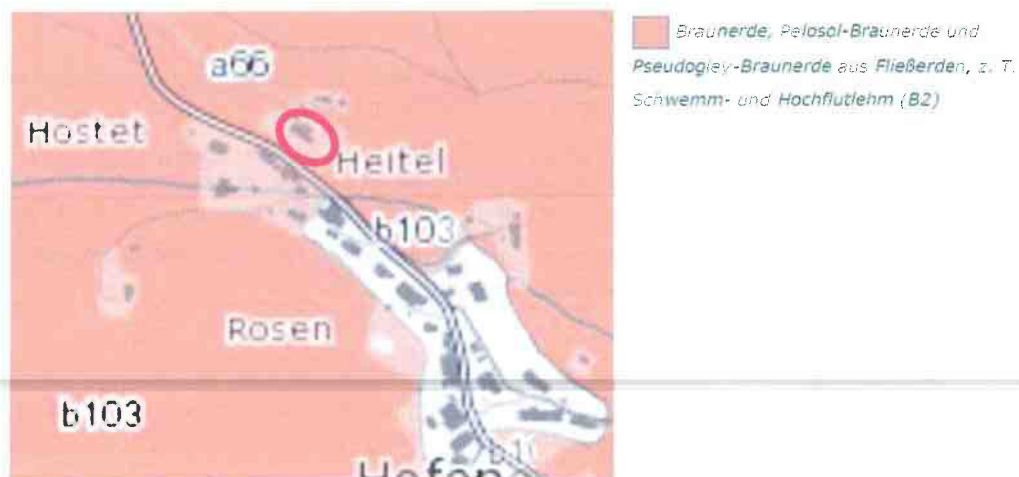 a66
Hostet
Heitel
b103
Rosen
b103
Hofen
Braunerde, Pelosol-Braunerde und
Pseudogley-Braunerde aus Fließerden, z. T.
Schwemm- und Hochflutlehm (B2)